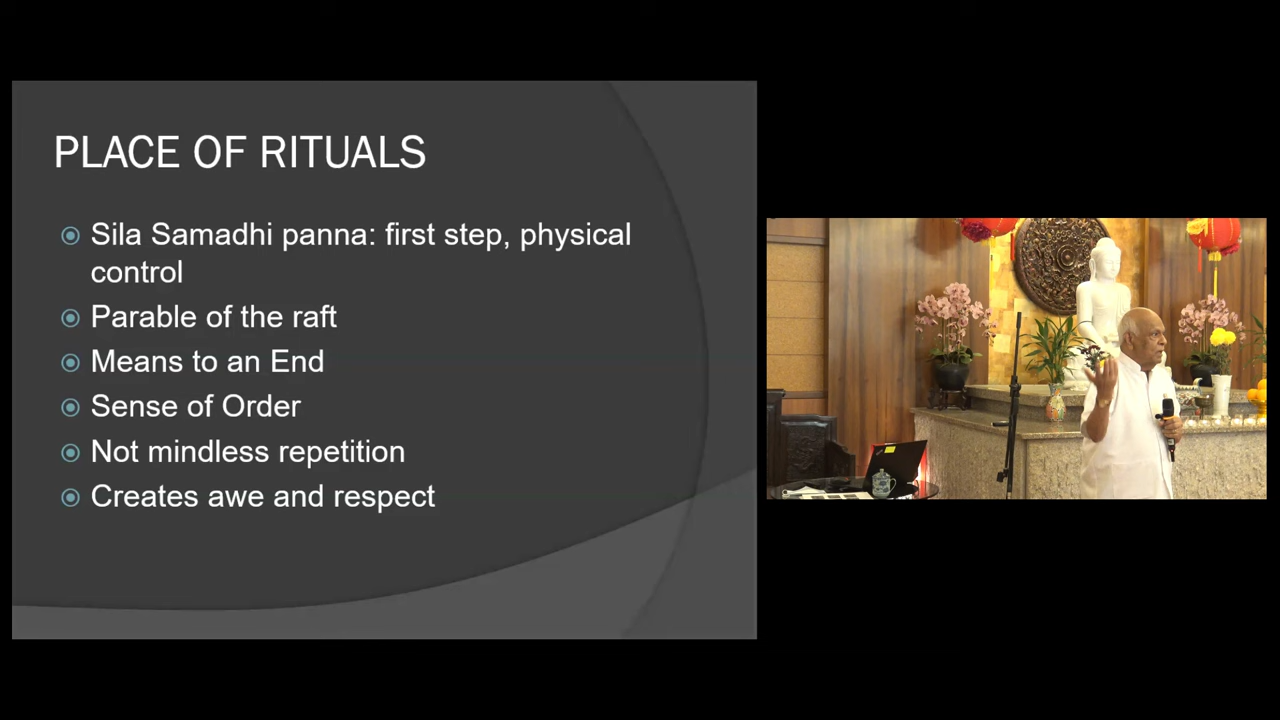 PLACE OF RITUALS
Sila Samadhi panna: first step, physical
control
Parable of the raft
Means to an End
Sense of Order
Not mindless repetition
Creates awe and respect